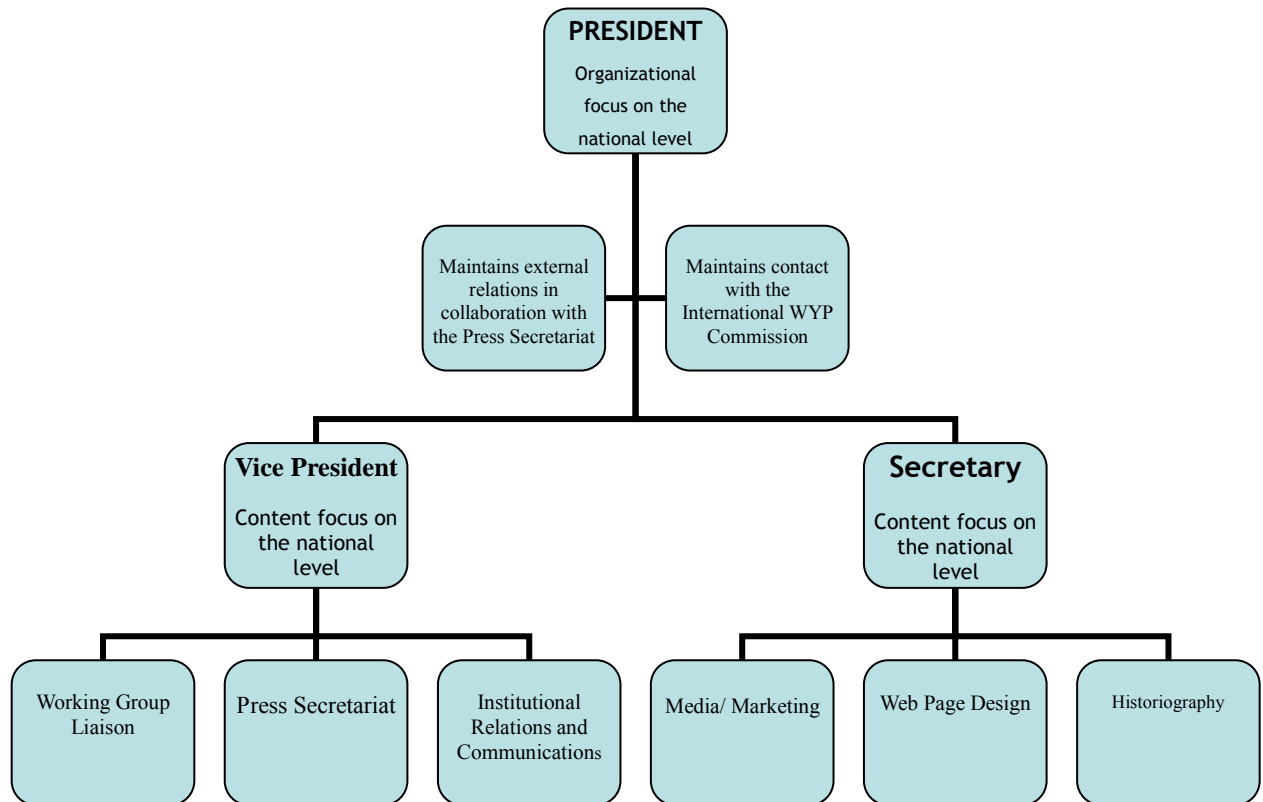 PRESIDENT
Organizational
focus on the
national level
Maintains external
relations in
collaboration with
the Press Secretariat
Maintains contact
with the
International WYP
Commission
Vice President
Content focus on
the national
level
Secretary
Content focus on
the national
level
Working Group
Liaison
Press Secretariat
Institutional
Relations and
Communications
Media/ Marketing
Web Page Design
Historiography